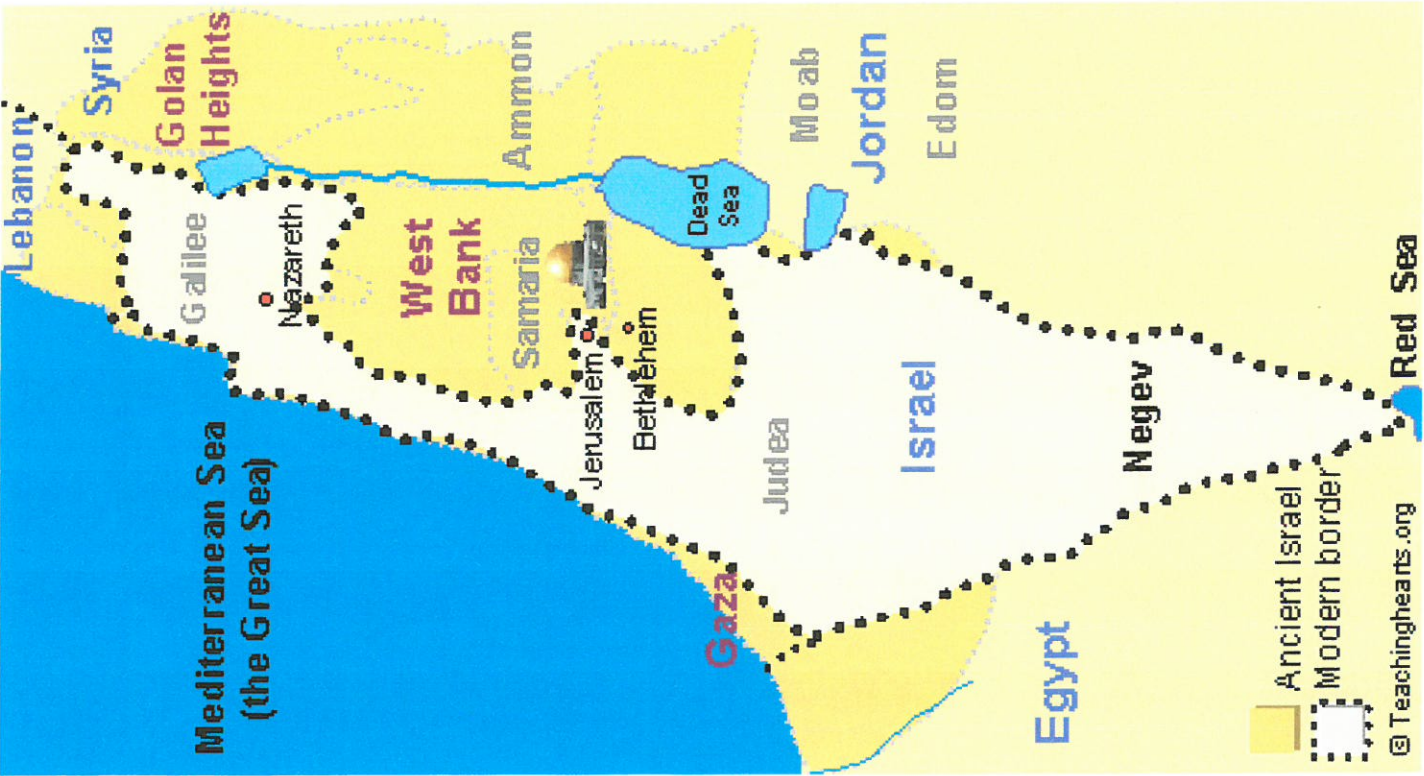 Lebanon
Syria
Golan
Heights
Galilee
Nazareth
Mediterranean Sea
(the Great Sea)
West
Bank
Samaria
Ammon
Jerusalem
Bethlehem
Dead
Sea
Gaza
Judea
Moab
Jordan
Edom
Israel
Egypt
Negev
Ancient Israel
Modern border
© Teachinghearts.org
Red Sea